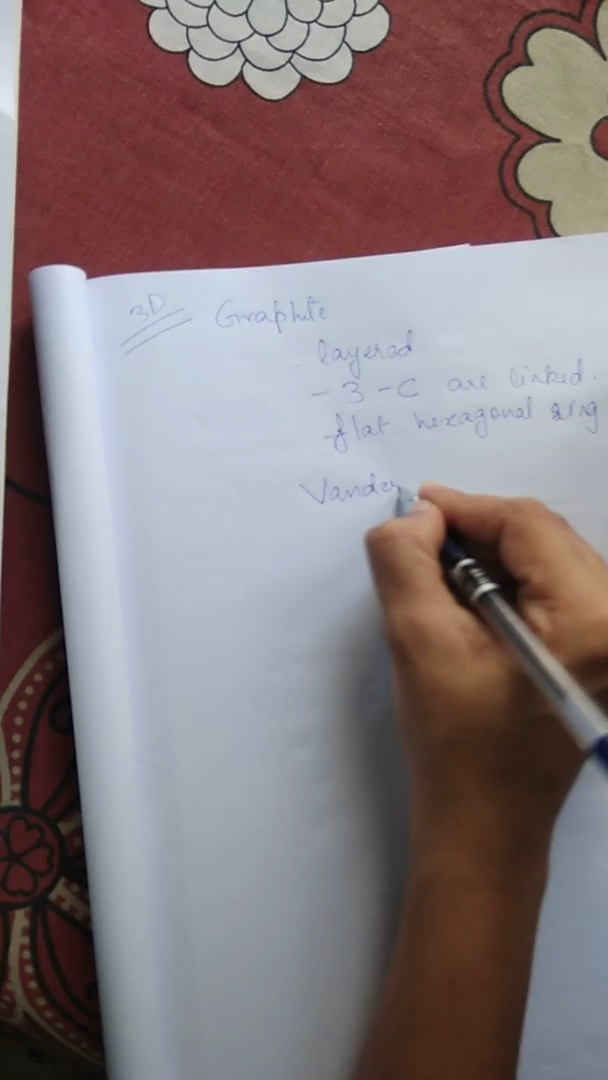 3D Graphite
- layered
- 3 - C are linked.
flat hexagonal ring
Vander